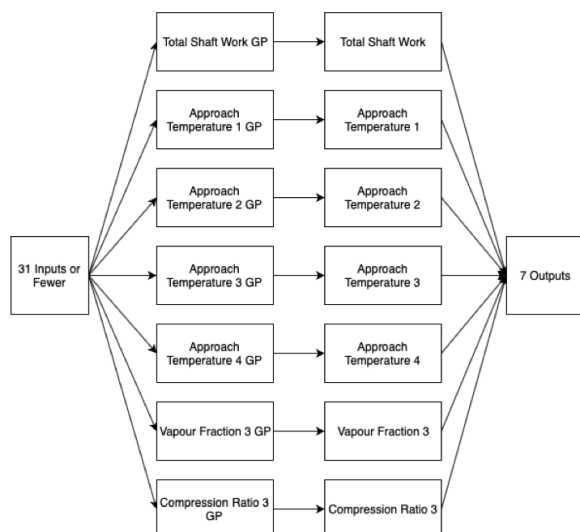 Total Shaft Work GP
Total Shaft Work
Approach
Temperature 1 GP
Approach
Temperature 1
Approach
Temperature 2 GP
Approach
Temperature 2
31 Inputs or
Fewer
Approach
Temperature 3 GP
Approach
Temperature 3
7 Outputs
Approach
Temperature 4 GP
Approach
Temperature 4
Vapour Fraction 3 GP
Vapour Fraction 3
Compression Ratio 3
GP
Compression Ratio 3